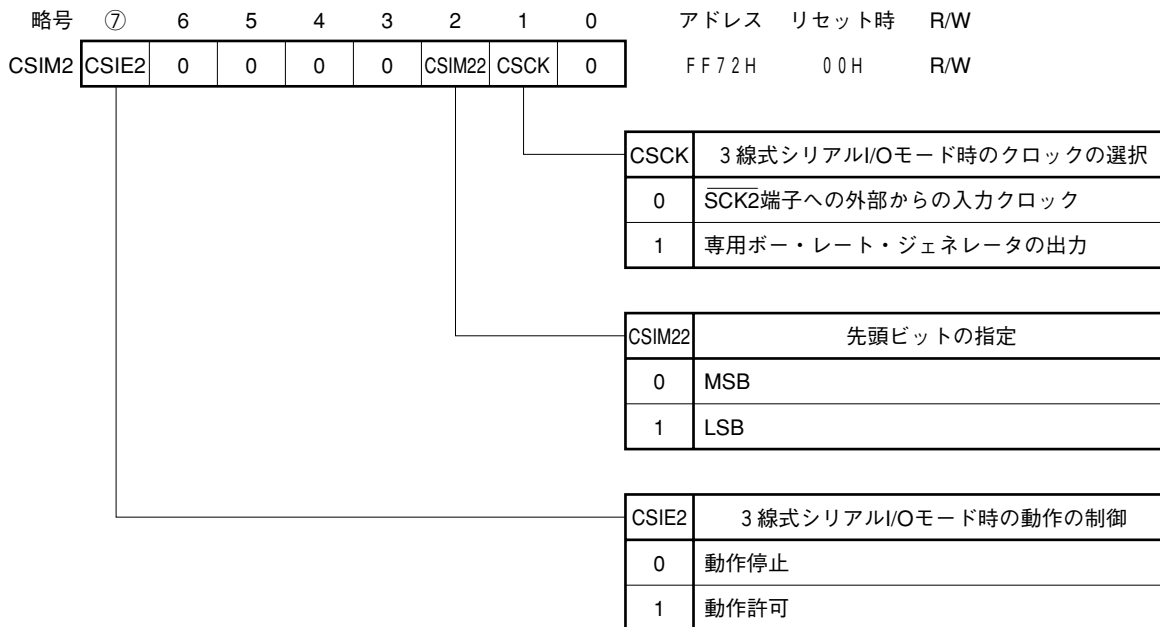 略号 ⑦ 6 5 4 3 2 1 0 アドレス リセット時 R/W
CSIM2 CSIE2 0 0 0 0 CSIM22 CSCK 0 FF72H 00H R/W
CSCK 3線式シリアルI/Oモード時のクロックの選択
0 SCK2端子への外部からの入力クロック
1 専用ボー・レート・ジェネレータの出力
CSIM22 先頭ビットの指定
0 MSB
1 LSB
CSIE2 3線式シリアルI/Oモード時の動作の制御
0 動作停止
1 動作許可